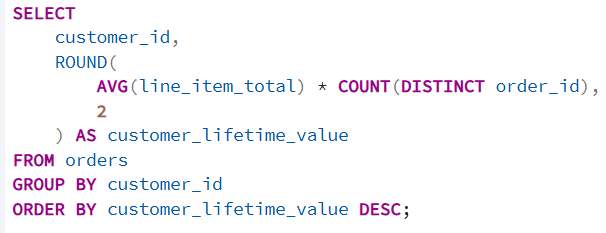 SELECT
    customer_id,
    ROUND(
        AVG(line_item_total) * COUNT(DISTINCT order_id),
        2
    ) AS customer_lifetime_value
FROM orders
GROUP BY customer_id
ORDER BY customer_lifetime_value DESC;